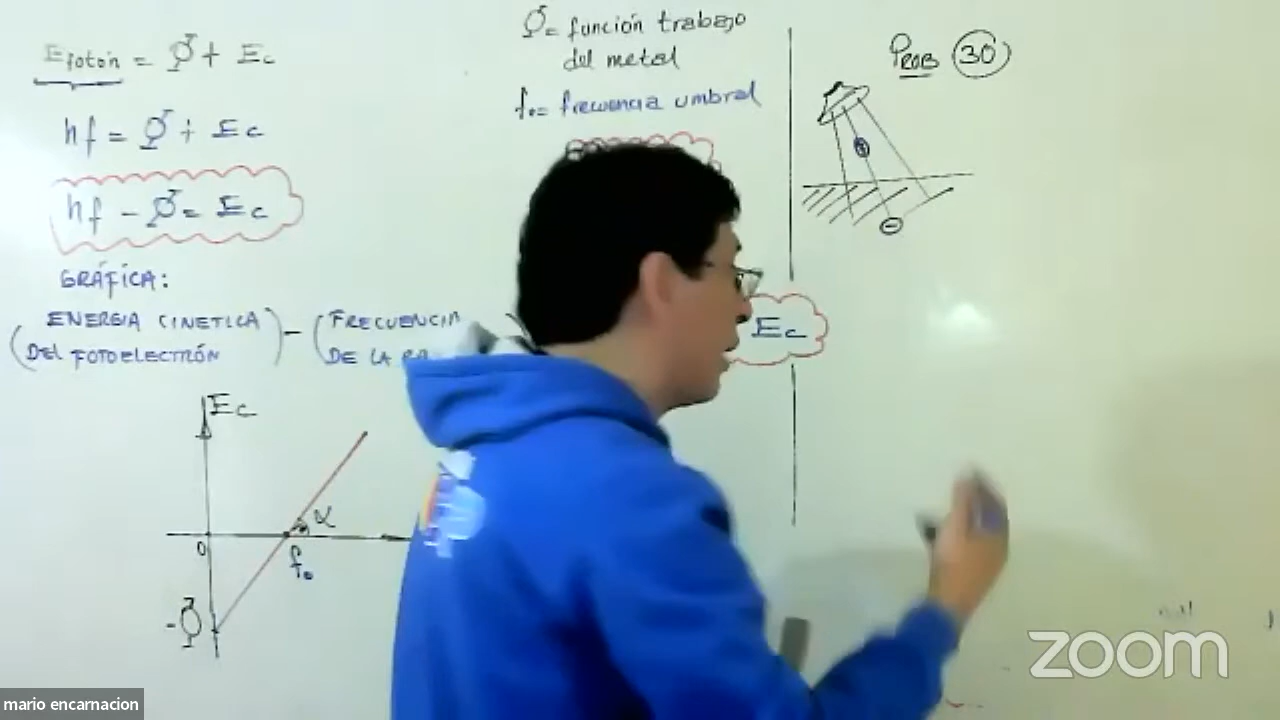 Efotón = Φ + Ec
hf = Φ + Ec
hf - Φ = Ec
GRÁFICA:
(ENERGIA CINETICA DEL FOTOELECTRÓN) - (FRECUENCIA DE LA
Ec
α
0
f₀
-Φ
Φ = función trabajo
del metal
f₀ = frecuencia umbral
Ec
PROB 30
-
zoom
mario encarnacion